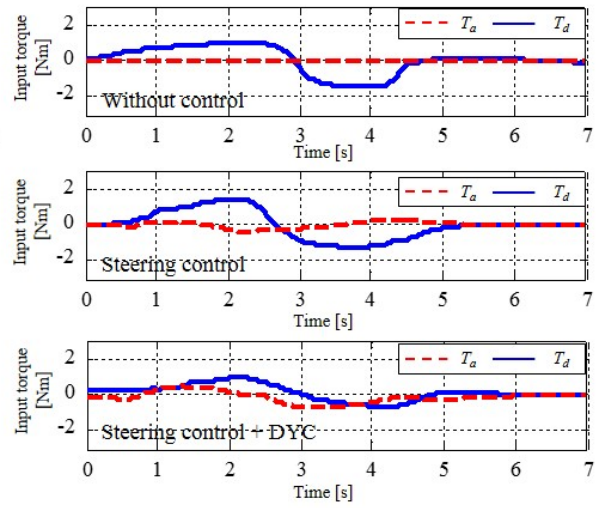 Input torque
[Nm]
2
0
-2
T_a T_d
Without control
0 1 2 3 4 5 6 7
Time [s]
Input torque
[Nm]
2
0
-2
T_a T_d
Steering control
0 1 2 3 4 5 6 7
Time [s]
Input torque
[Nm]
2
0
-2
T_a T_d
Steering control + DYC
0 1 2 3 4 5 6 7
Time [s]